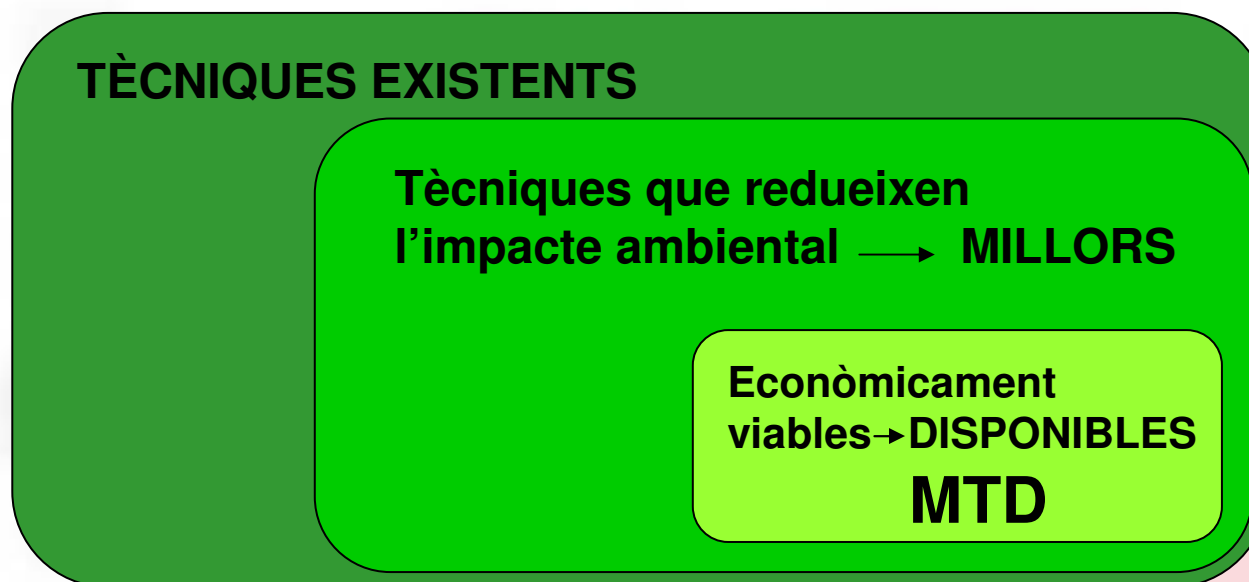 TÈCNIQUES EXISTENTS
Tècniques que redueixen
l’impacte ambiental → MILLORS
Econòmicament
viables→DISPONIBLES
MTD